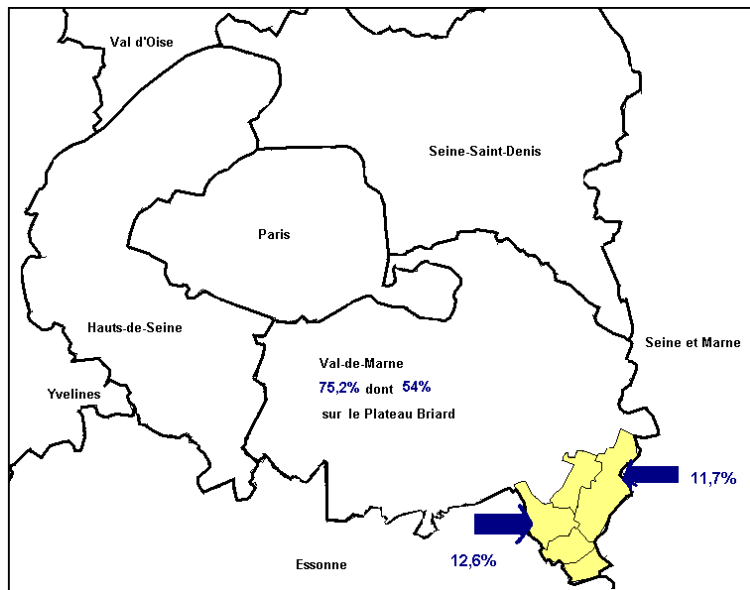 Val d'Oise
Seine-Saint-Denis
Paris
Hauts-de-Seine
Seine et Marne
Val-de-Marne
75,2% dont 54%
sur le Plateau Briard
Yvelines
11,7%
12,6%
Essonne